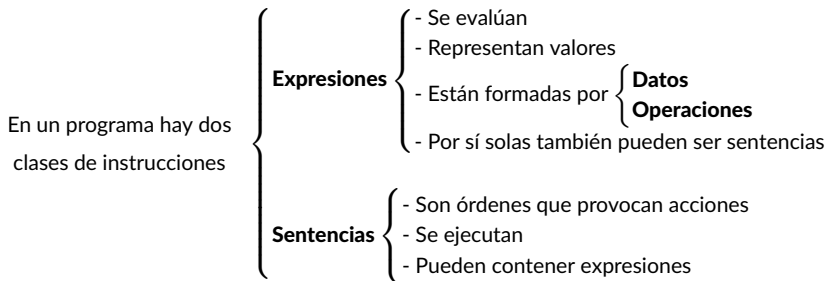 En un programa hay dos
clases de instrucciones
Expresiones
- Se evalúan
- Representan valores
- Están formadas por
Datos
Operaciones
- Por sí solas también pueden ser sentencias
Sentencias
- Son órdenes que provocan acciones
- Se ejecutan
- Pueden contener expresiones